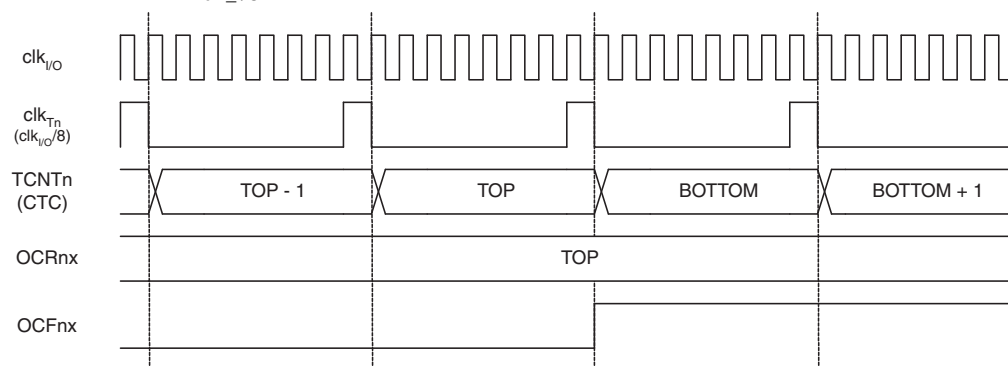 clkI/O
clkTn
(clkI/O/8)
TCNTn
(CTC)
TOP - 1
TOP
BOTTOM
BOTTOM + 1
OCRnx
TOP
OCFnx